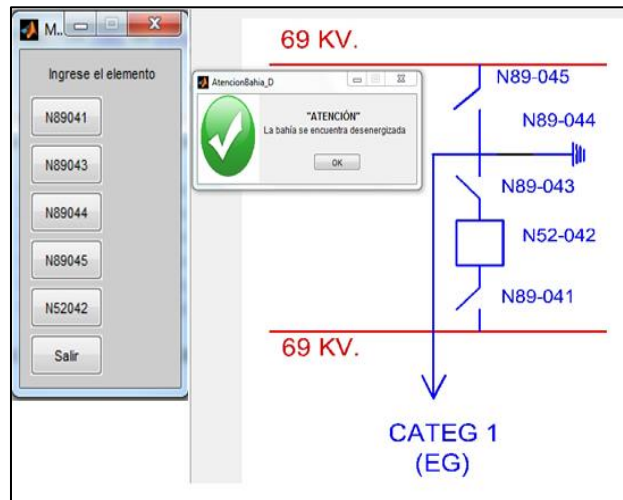 M..
Ingrese el elemento
N89041
N89043
N89044
N89045
N52042
Salir
AtencionBahia_D
"ATENCIÓN"
La bahía se encuentra desenergizada
OK
69 KV.
N89-045
N89-044
N89-043
N52-042
N89-041
69 KV.
CATEG 1
(EG)